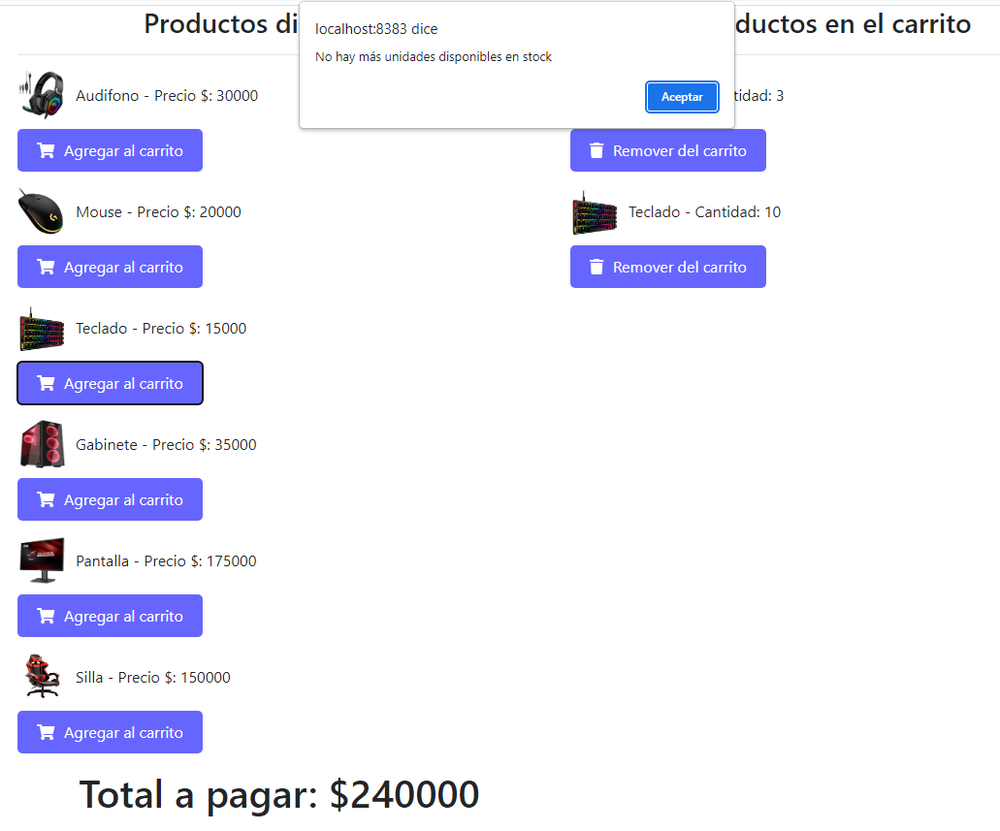 Productos di
localhost:8383 dice
No hay más unidades disponibles en stock
Aceptar
ductos en el carrito
Audifono - Precio $: 30000
Agregar al carrito
Mouse - Precio $: 20000
Agregar al carrito
Teclado - Precio $: 15000
Agregar al carrito
Gabinete - Precio $: 35000
Agregar al carrito
Pantalla - Precio $: 175000
Agregar al carrito
Silla - Precio $: 150000
Agregar al carrito
tidad: 3
Remover del carrito
Teclado - Cantidad: 10
Remover del carrito
Total a pagar: $240000